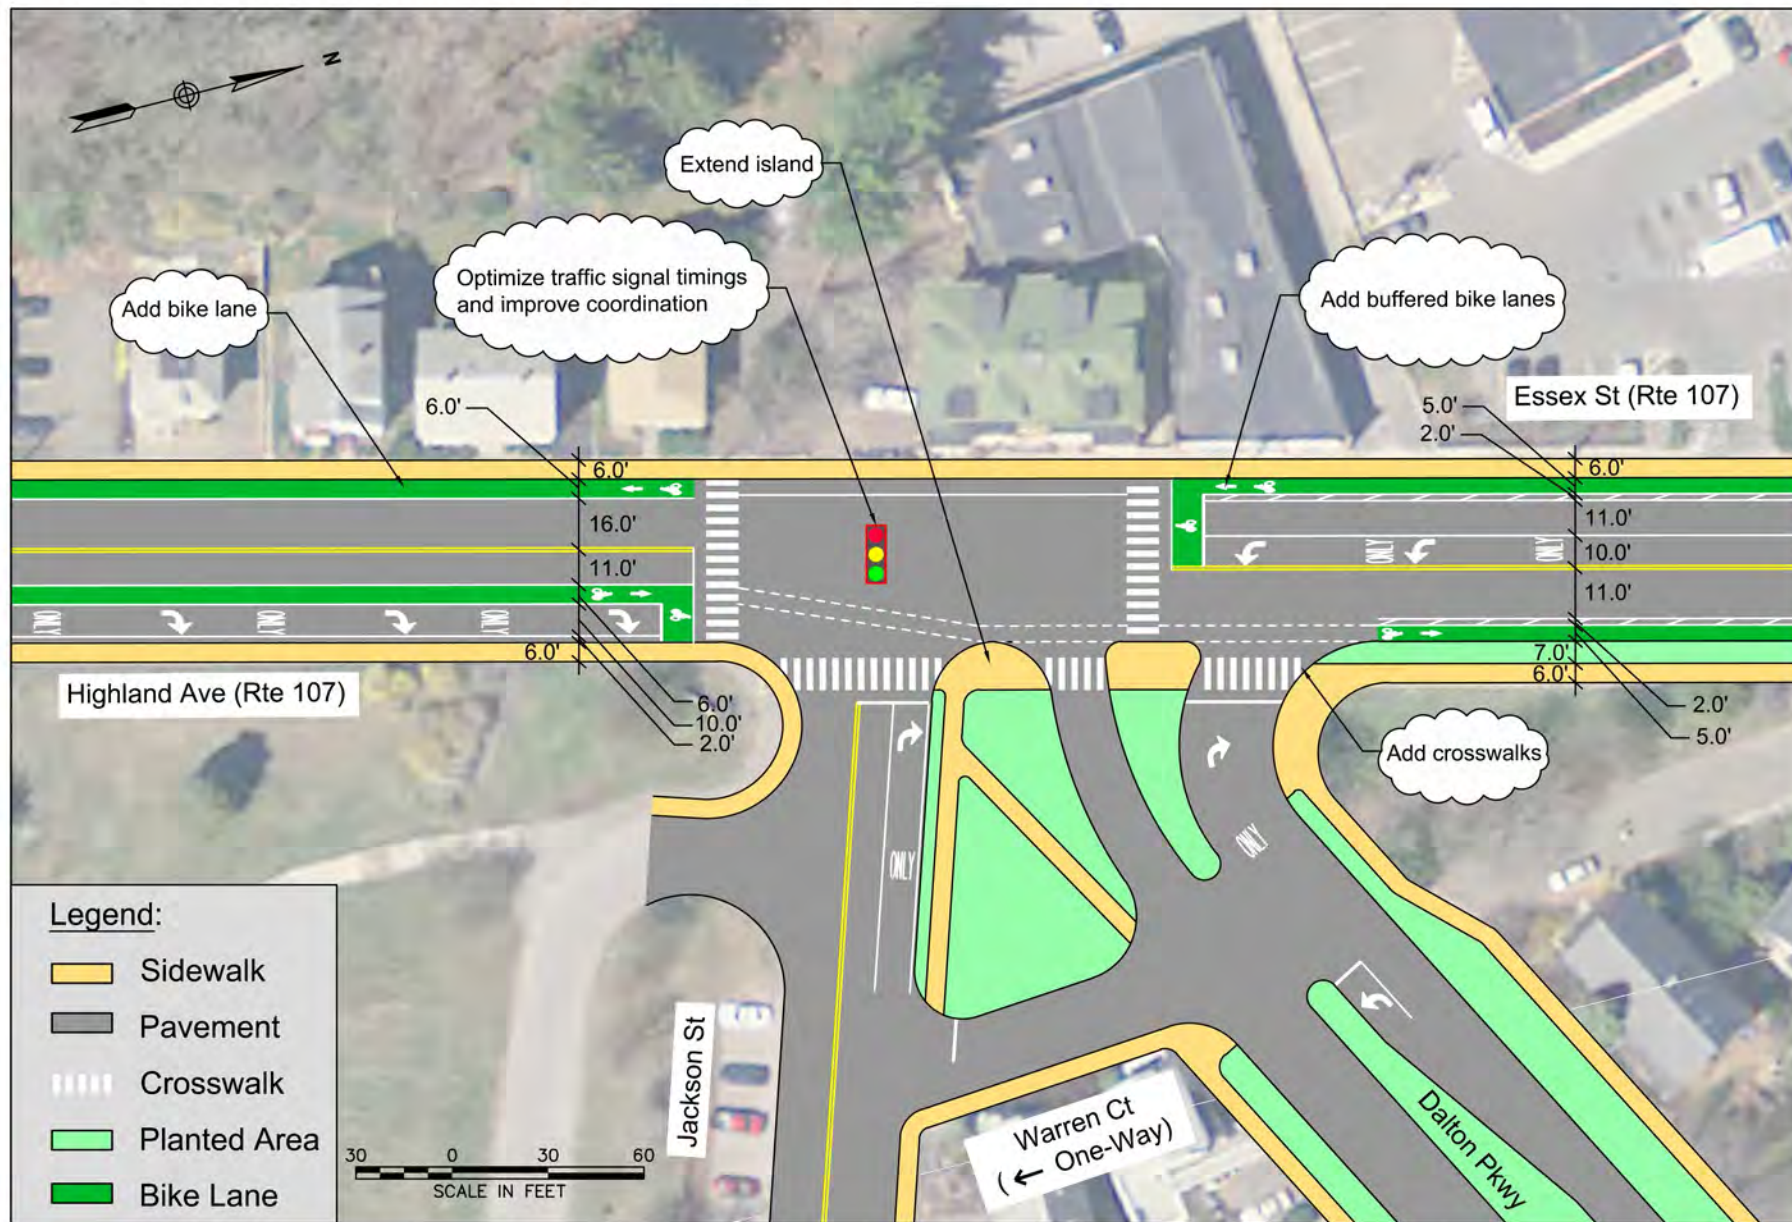 N
Extend island
Optimize traffic signal timings
and improve coordination
Add bike lane
Add buffered bike lanes
Essex St (Rte 107)
6.0'
5.0'
2.0'
6.0'
6.0'
16.0'
11.0'
11.0'
10.0'
11.0'
ONLY
ONLY
ONLY
ONLY
ONLY
6.0'
7.0'
6.0'
Highland Ave (Rte 107)
6.0'
10.0'
2.0'
2.0'
5.0'
Add crosswalks
ONLY
ONLY
Legend:
Sidewalk
Pavement
Crosswalk
Planted Area
Bike Lane
30 0 30 60
SCALE IN FEET
Jackson St
Warren Ct
(← One-Way)
Dalton Pkwy